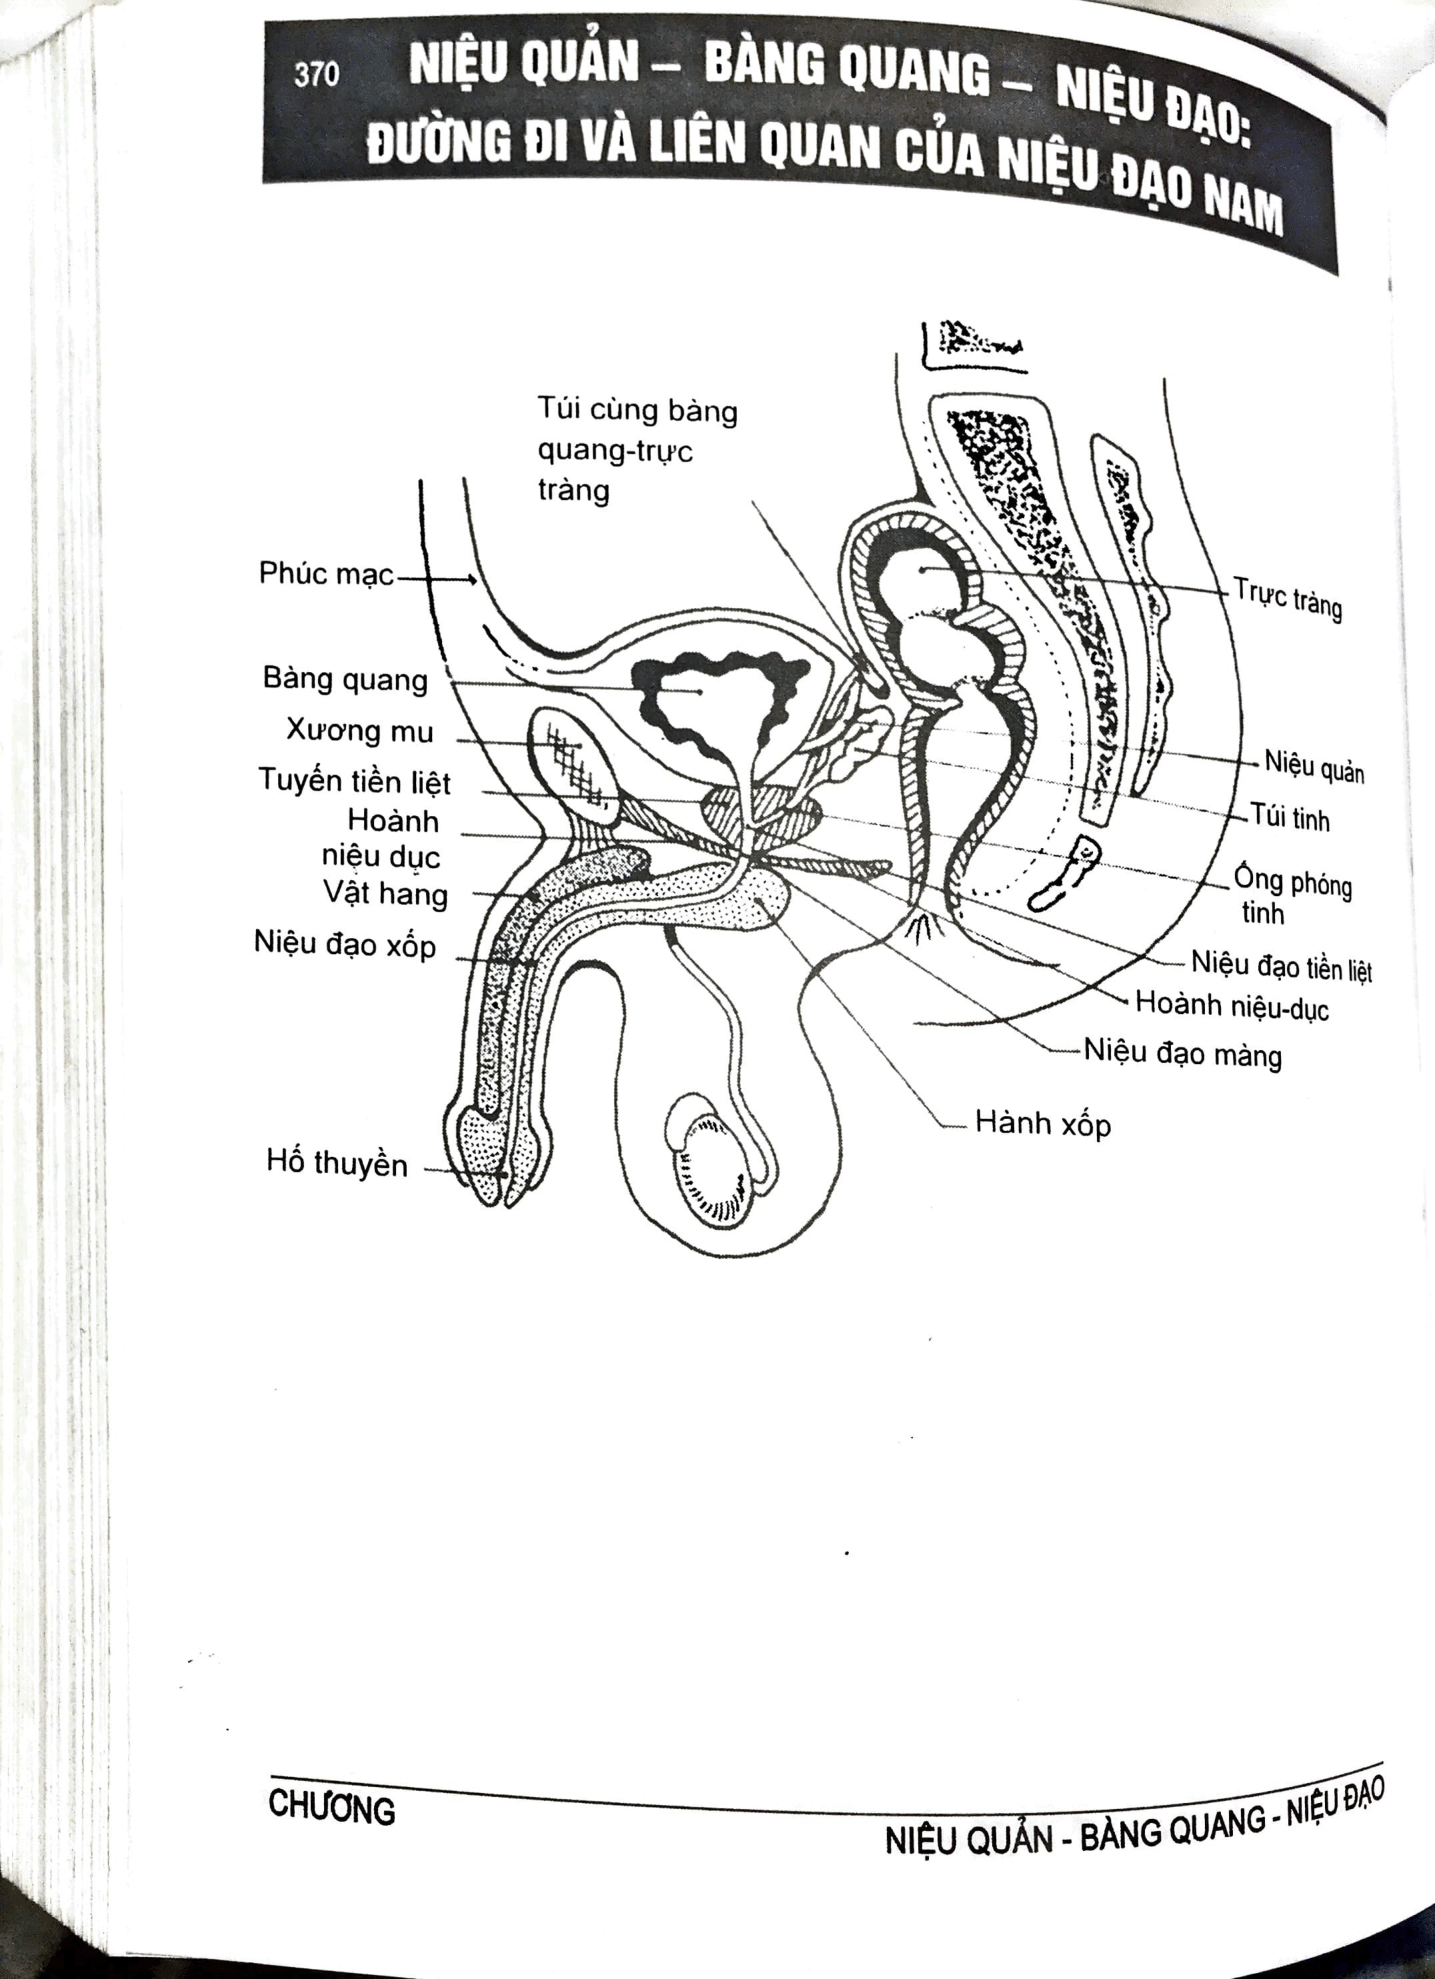 370
NIỆU QUẢN – BÀNG QUANG – NIỆU ĐẠO:
ĐƯỜNG ĐI VÀ LIÊN QUAN CỦA NIỆU ĐẠO NAM
Túi cùng bàng
quang-trực
tràng
Phúc mạc
Bàng quang
Xương mu
Tuyến tiền liệt
Hoành
niệu dục
Vật hang
Niệu đạo xốp
Hố thuyền
Trực tràng
Niệu quản
Túi tinh
Ống phóng
tinh
Niệu đạo tiền liệt
Hoành niệu-dục
Niệu đạo màng
Hành xốp
CHƯƠNG
NIỆU QUẢN - BÀNG QUANG - NIỆU ĐẠO